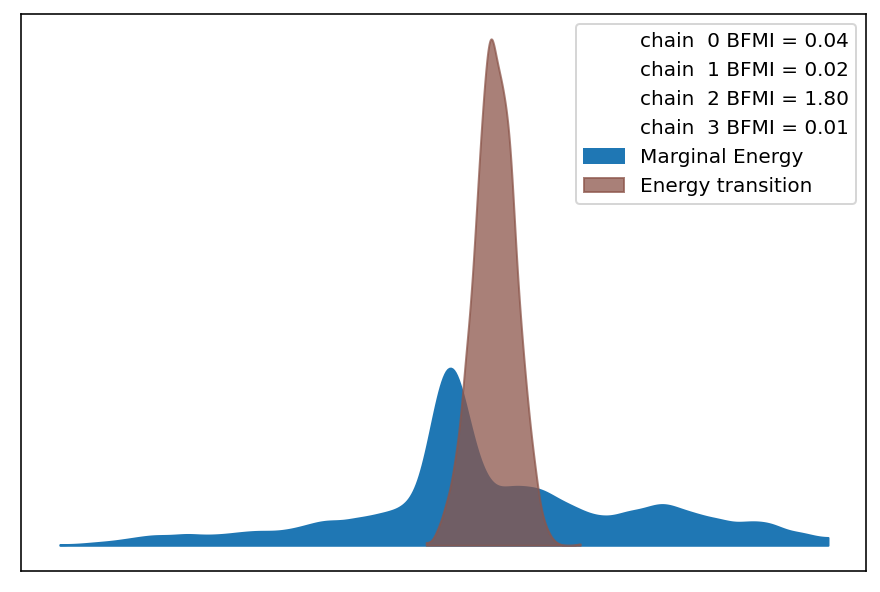 chain  0 BFMI = 0.04
chain  1 BFMI = 0.02
chain  2 BFMI = 1.80
chain  3 BFMI = 0.01
Marginal Energy
Energy transition